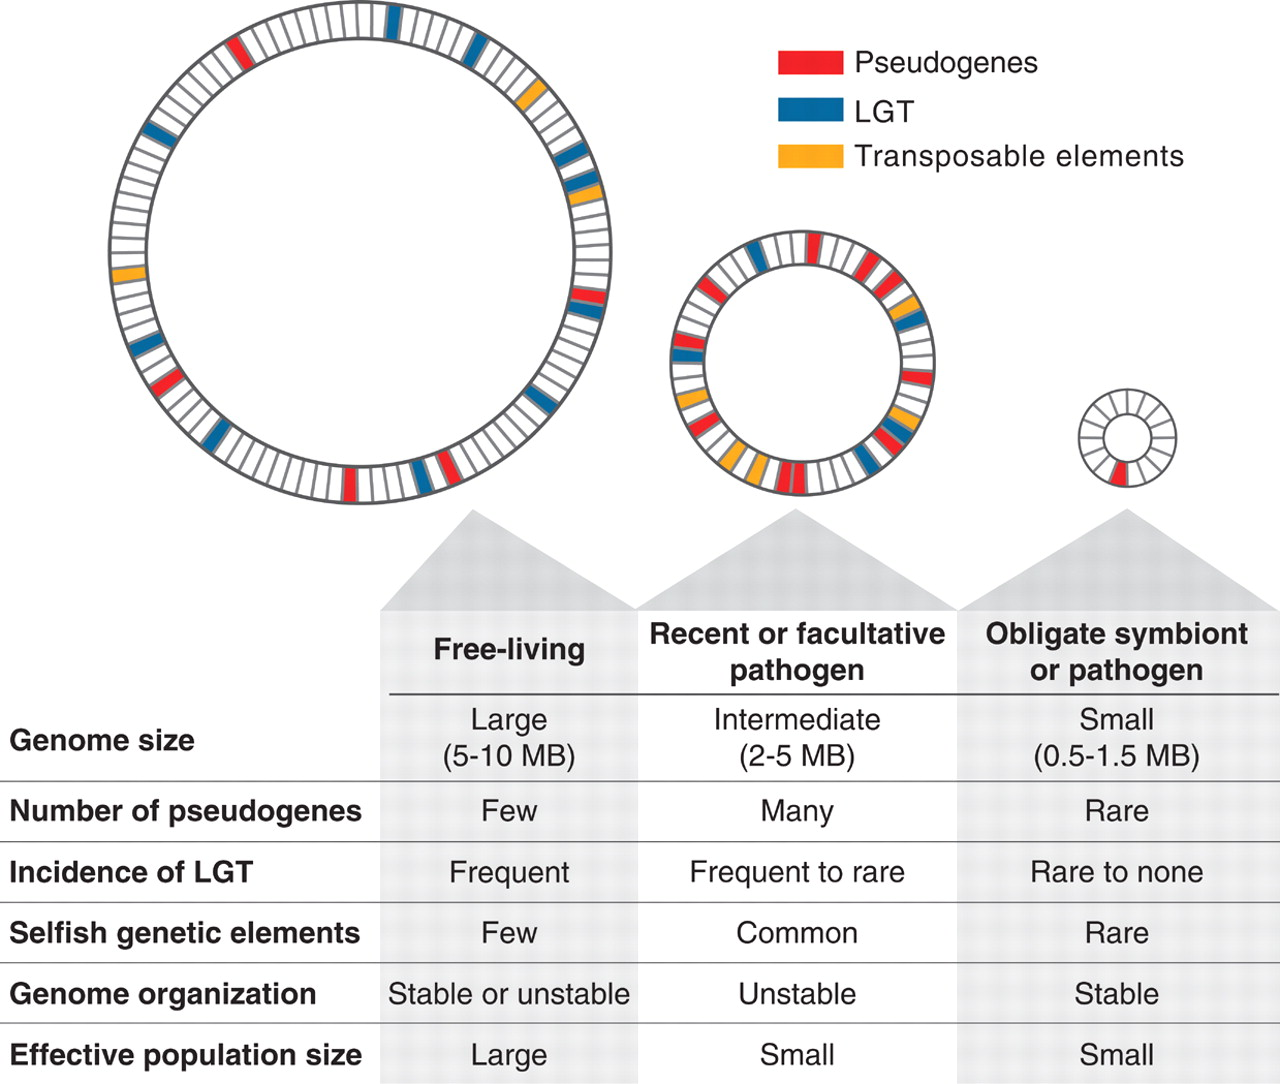 Pseudogenes
LGT
Transposable elements
Free-living
Recent or facultative
pathogen
Obligate symbiont
or pathogen
Genome size
Large
(5-10 MB)
Intermediate
(2-5 MB)
Small
(0.5-1.5 MB)
Number of pseudogenes
Few
Many
Rare
Incidence of LGT
Frequent
Frequent to rare
Rare to none
Selfish genetic elements
Few
Common
Rare
Genome organization
Stable or unstable
Unstable
Stable
Effective population size
Large
Small
Small